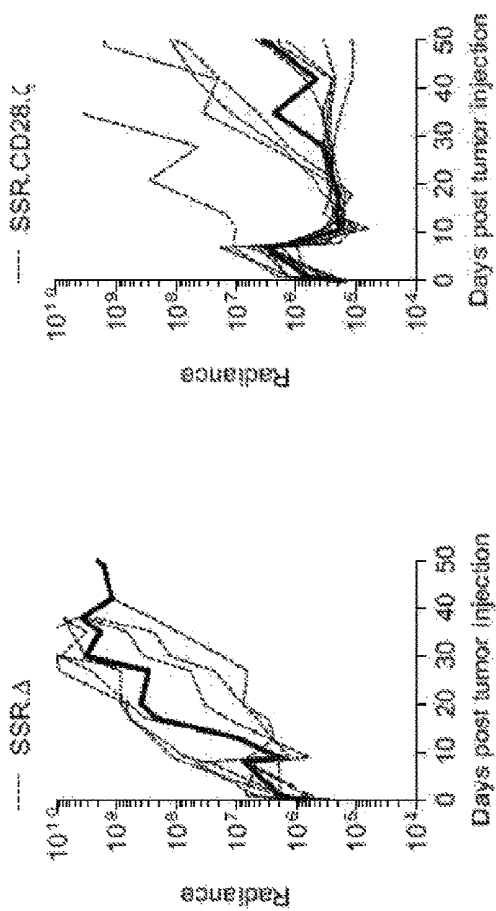 SSR.Δ
10¹⁰
10⁹
10⁸
10⁷
10⁶
10⁵
10⁴
Radiance
0 10 20 30 40 50
Days post tumor injection
SSR.CD28.ζ
10¹⁰
10⁹
10⁸
10⁷
10⁶
10⁵
10⁴
Radiance
0 10 20 30 40 50
Days post tumor injection